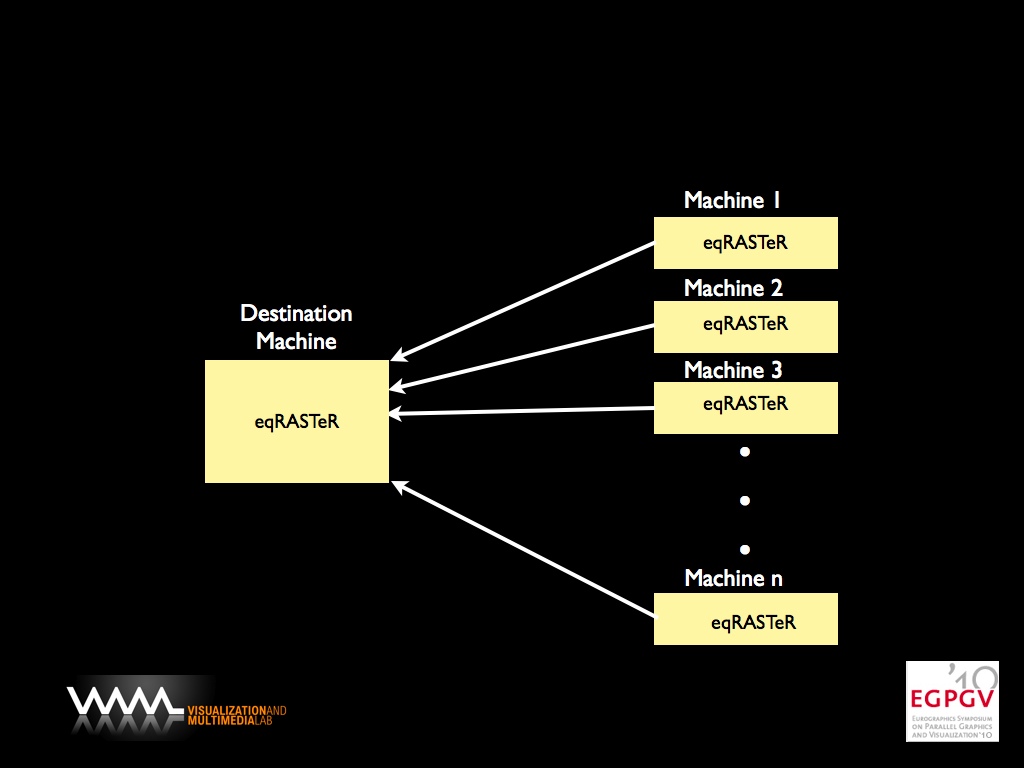 Machine 1
eqRASTeR
Machine 2
eqRASTeR
Machine 3
eqRASTeR
Destination
Machine
eqRASTeR
Machine n
eqRASTeR
VISUALIZATIONAND
MULTIMEDIALAB
'10
EGPGV
EUROGRAPHICS SYMPOSIUM
ON PARALLEL GRAPHICS
AND VISUALIZATION'10